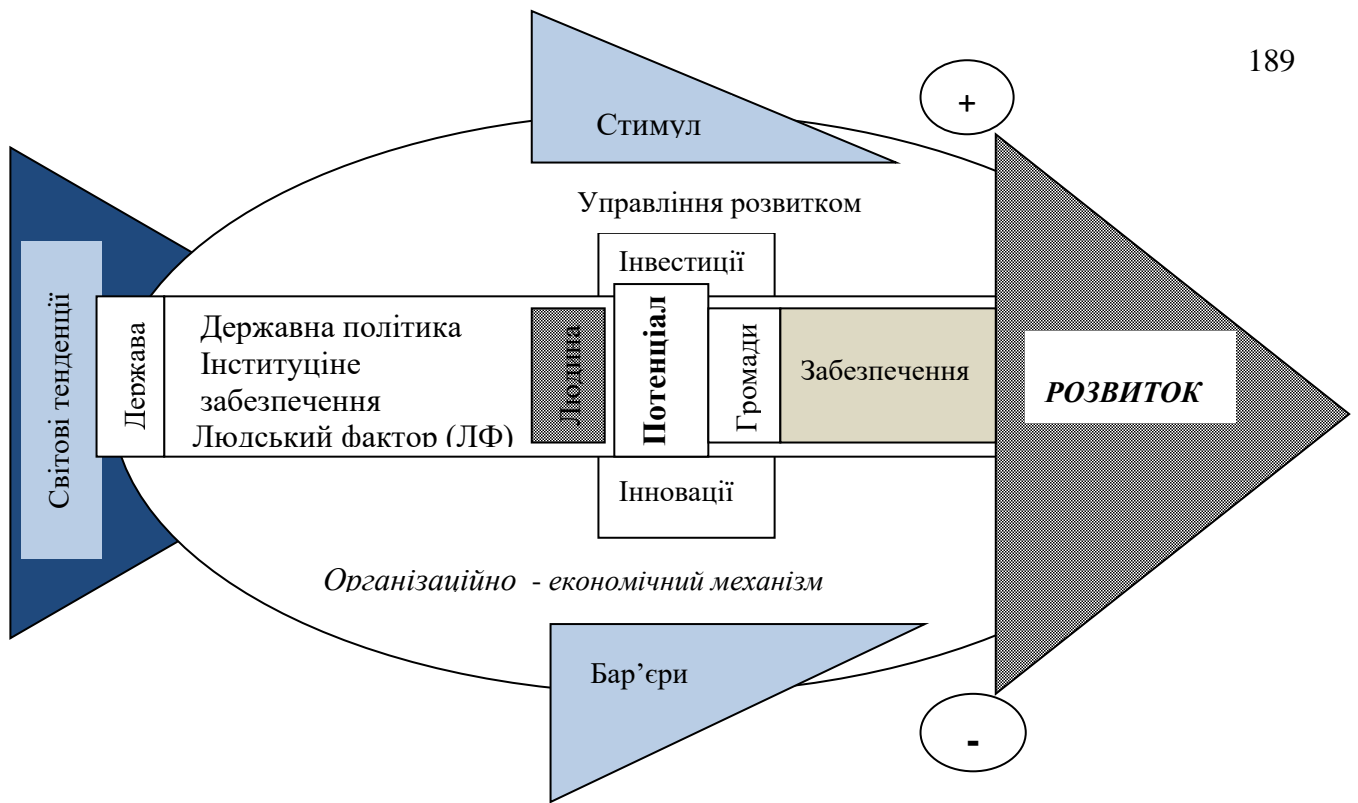 189
+
Стимул
Управління розвитком
Інвестиції
Світові тенденції
Держава
Державна політика
Інституціне
забезпечення
Людський фактор (ЛФ)
Людина
Потенціал
Громади
Забезпечення
РОЗВИТОК
Інновації
Організаційно - економічний механізм
Бар’єри
-